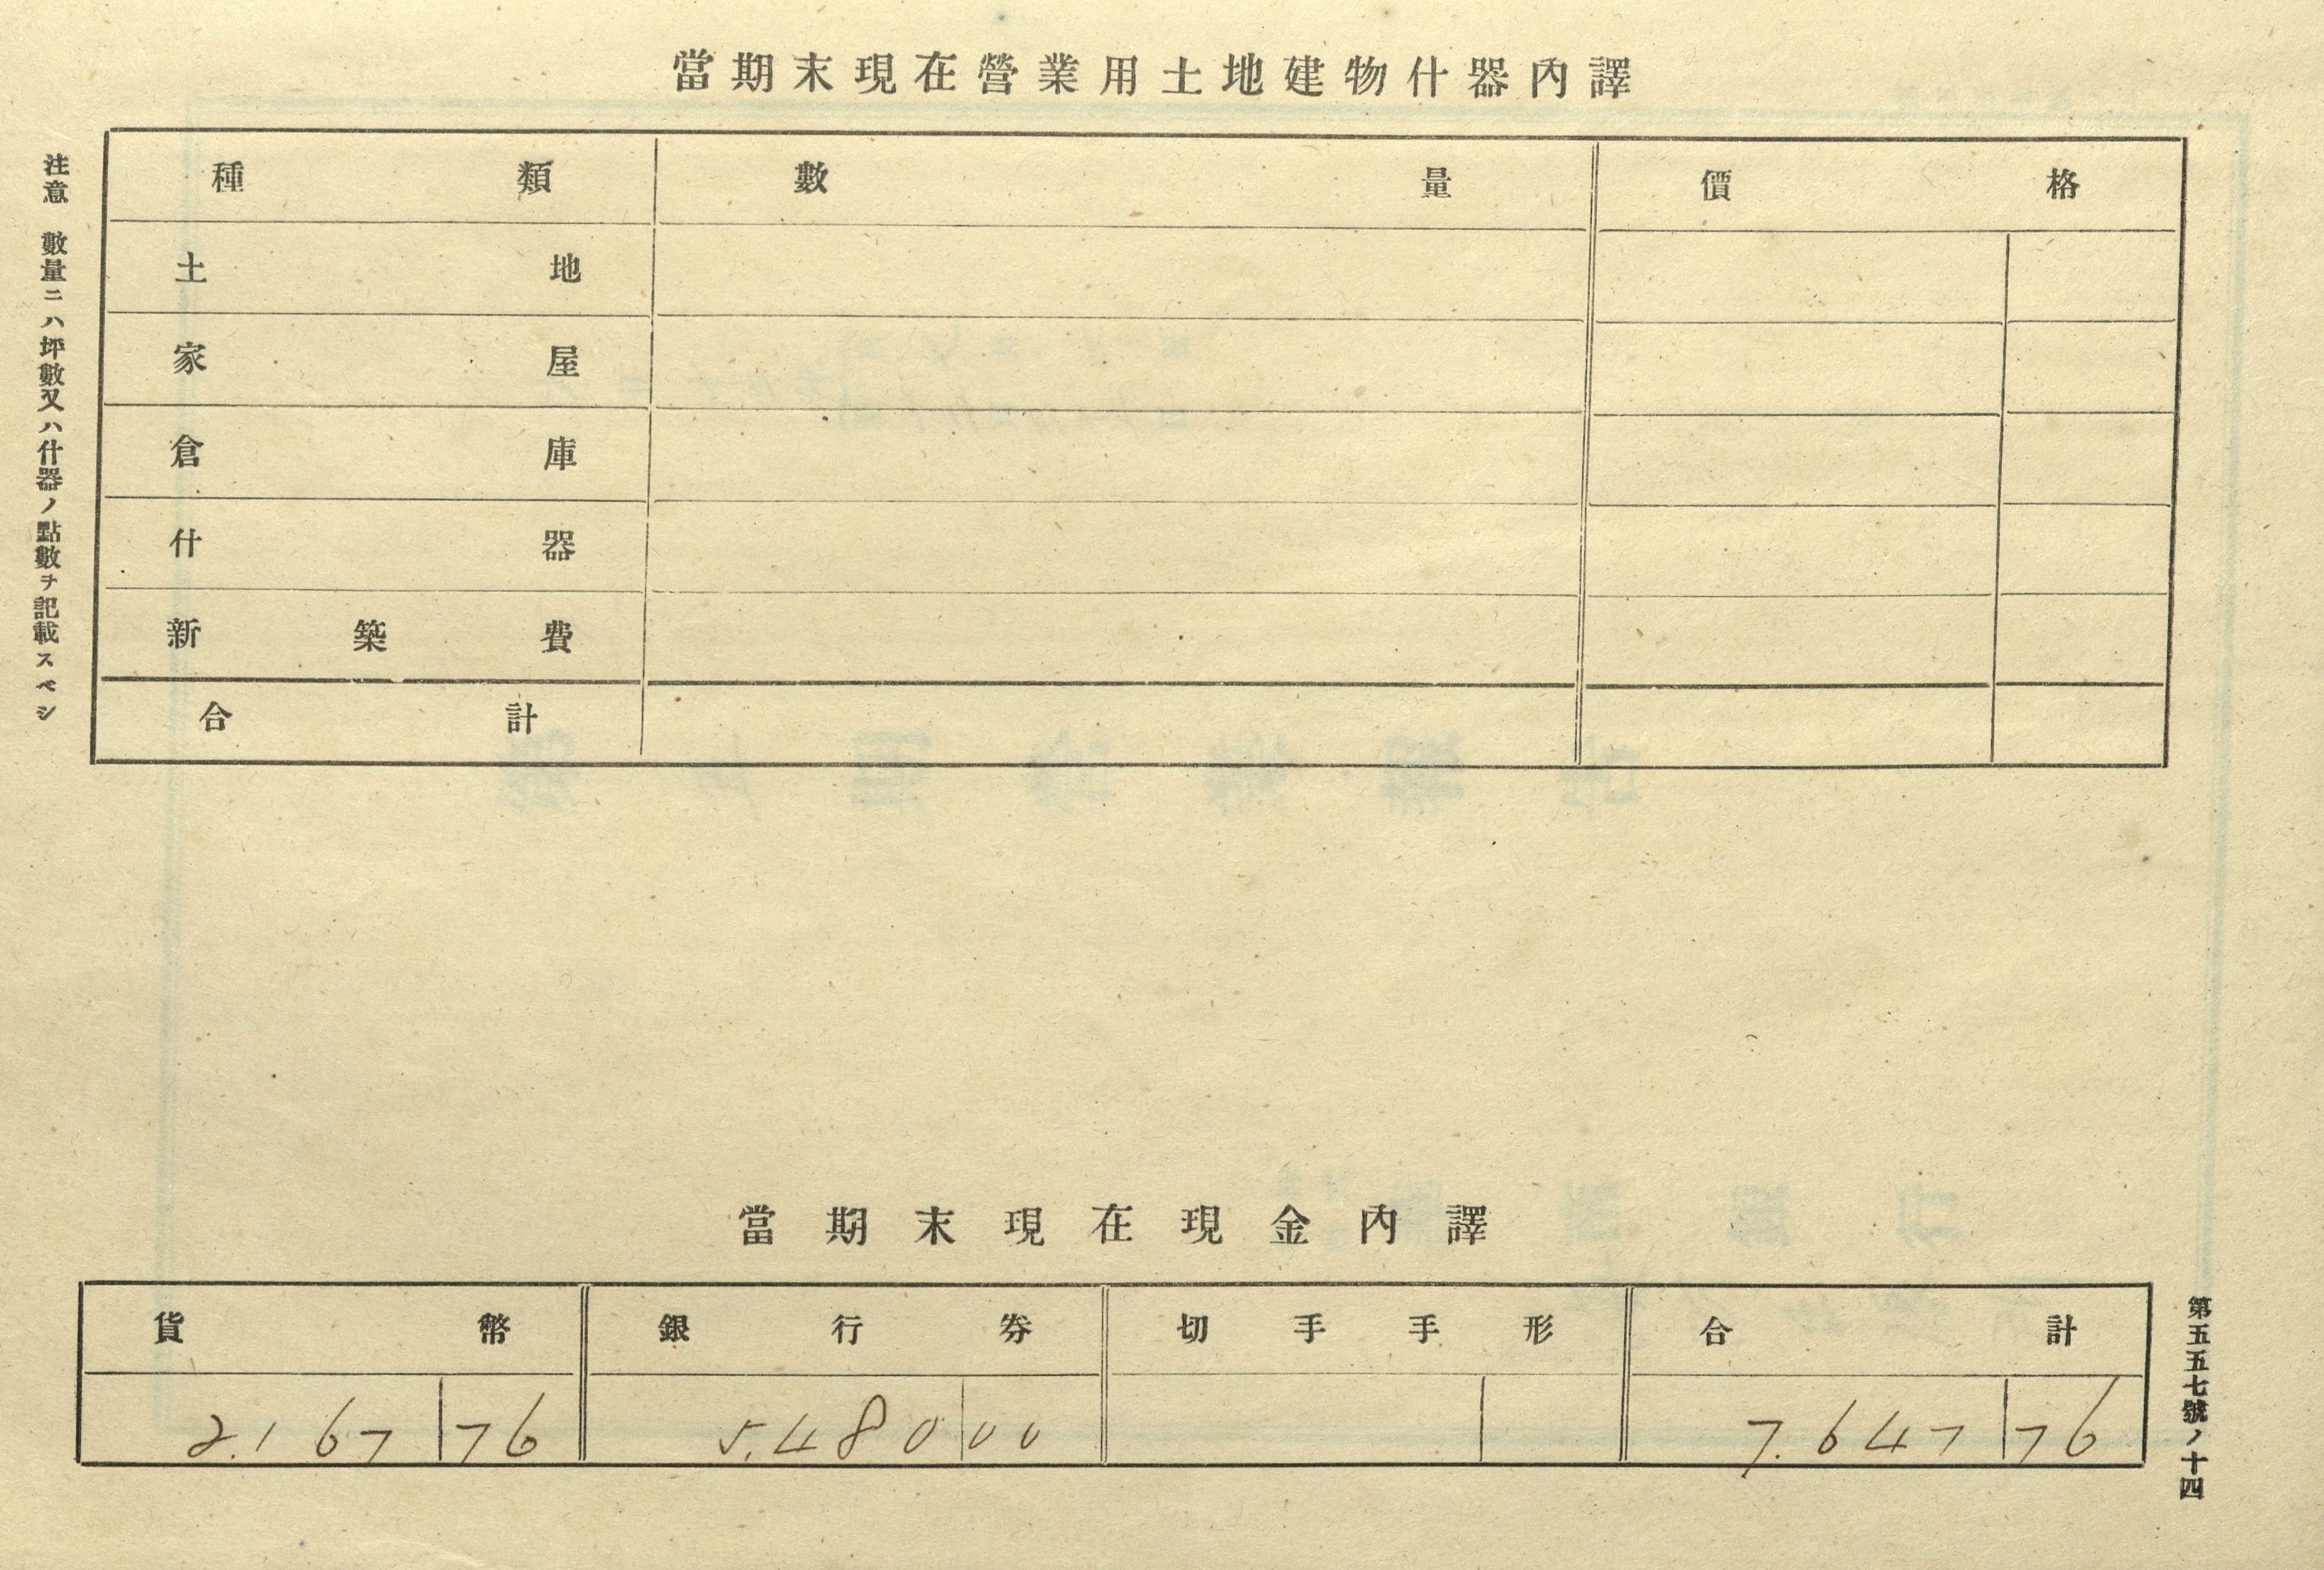 當期末現在營業用土地建物什器內譯
注意 數量ニハ坪數又ハ什器ノ點數ヲ記載スベシ
種類 數量 價格
土地
家屋
倉庫
什器
新築費
合計
當期末現在現金內譯
貨幣 銀行券 切手手形 合計
2.167 76 5.480 00 7.647 76
第五五七號ノ十四